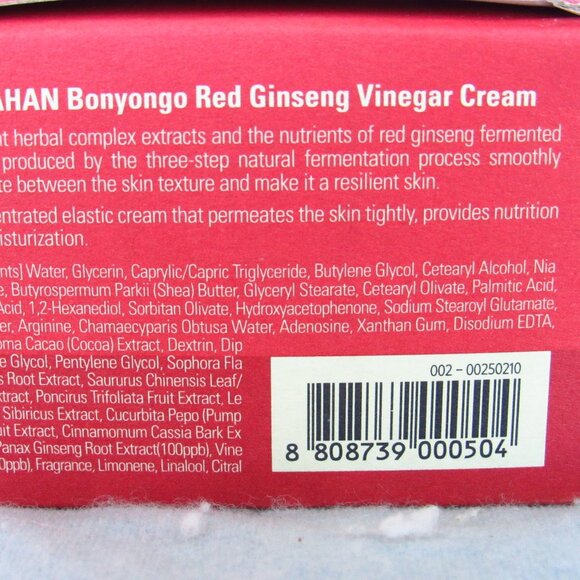 AHAN Bonyongo Red Ginseng Vinegar Cream
nt herbal complex extracts and the nutrients of red ginseng fermented
produced by the three-step natural fermentation process smoothly
te between the skin texture and make it a resilient skin.
entrated elastic cream that permeates the skin tightly, provides nutrition
isturization.
nts] Water, Glycerin, Caprylic/Capric Triglyceride, Butylene Glycol, Cetearyl Alcohol, Nia
e, Butyrospermum Parkii (Shea) Butter, Glyceryl Stearate, Cetearyl Olivate, Palmitic Acid,
Acid, 1,2-Hexanediol, Sorbitan Olivate, Hydroxyacetophenone, Sodium Stearoyl Glutamate,
er, Arginine, Chamaecyparis Obtusa Water, Adenosine, Xanthan Gum, Disodium EDTA,
oma Cacao (Cocoa) Extract, Dextrin, Dip
e Glycol, Pentylene Glycol, Sophora Fla
s Root Extract, Saururus Chinensis Leaf/
Extract, Poncirus Trifoliata Fruit Extract, Le
Sibiricus Extract, Cucurbita Pepo (Pump
it Extract, Cinnamomum Cassia Bark Ex
Panax Ginseng Root Extract(100ppb), Vine
0ppb), Fragrance, Limonene, Linalool, Citral
002 - 00250210
8 808739 000504